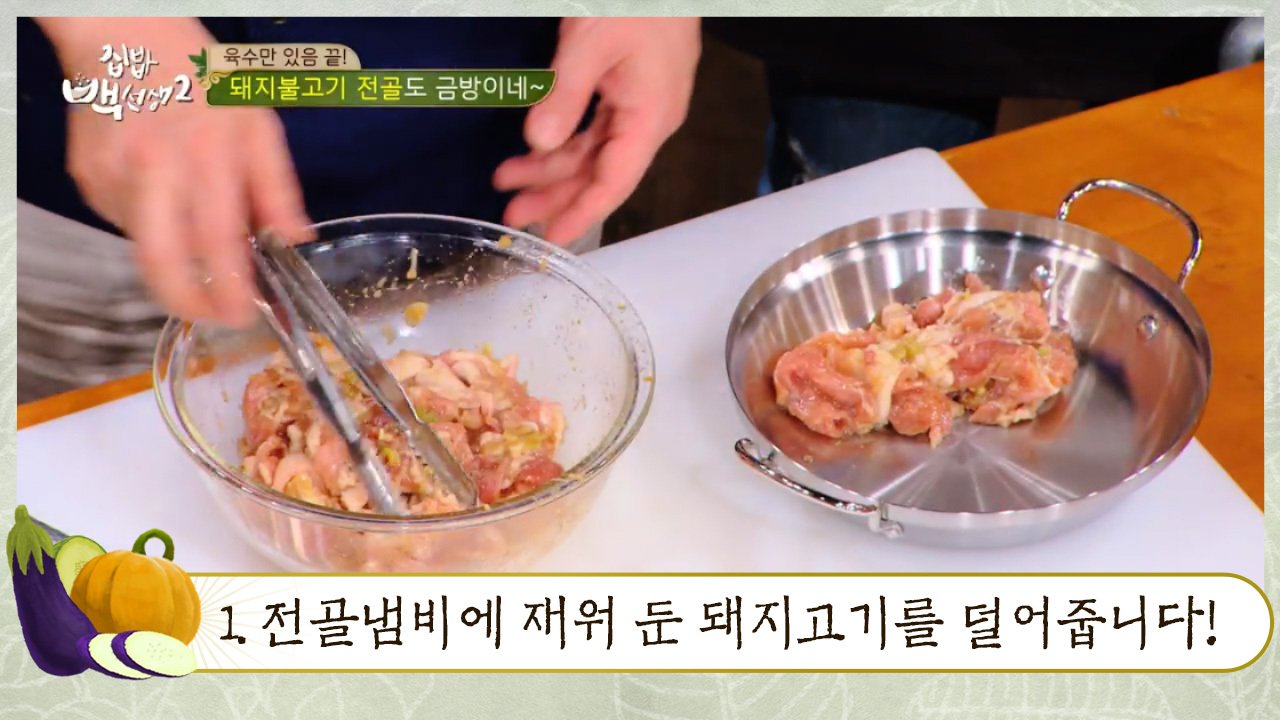 집밥
백선생2
육수만 있음 끝!
돼지불고기 전골도 금방이네~
1. 전골냄비에 재워 둔 돼지고기를 덜어줍니다!